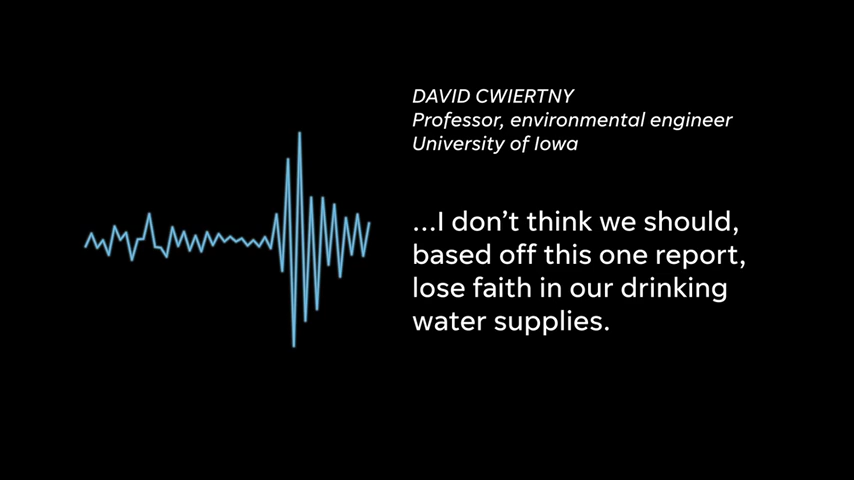 DAVID CWIERTNY
Professor, environmental engineer
University of Iowa
...I don’t think we should,
based off this one report,
lose faith in our drinking
water supplies.